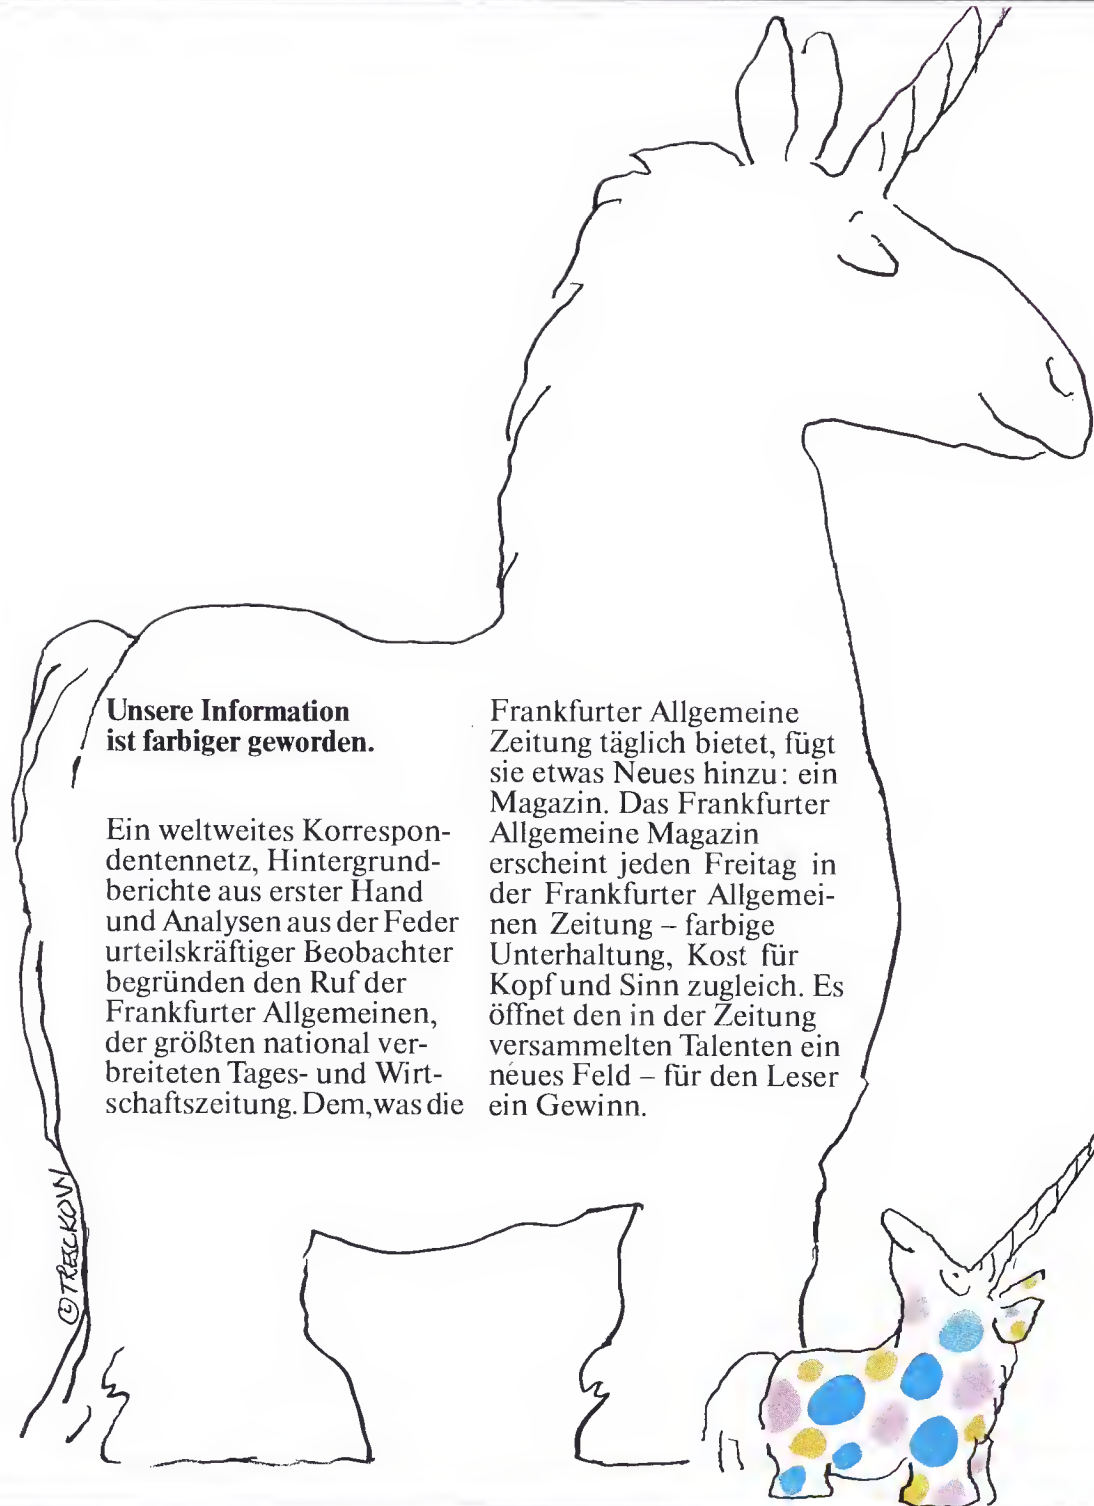 Unsere Information
ist farbiger geworden.
Ein weltweites Korrespon-
dentennetz, Hintergrund-
berichte aus erster Hand
und Analysen aus der Feder
urteilskräftiger Beobachter
begründen den Ruf der
Frankfurter Allgemeinen,
der größten national ver-
breiteten Tages- und Wirt-
schaftszeitung. Dem, was die
Frankfurter Allgemeine
Zeitung täglich bietet, fügt
sie etwas Neues hinzu: ein
Magazin. Das Frankfurter
Allgemeine Magazin
erscheint jeden Freitag in
der Frankfurter Allgemei-
nen Zeitung – farbige
Unterhaltung, Kost für
Kopf und Sinn zugleich. Es
öffnet den in der Zeitung
versammelten Talenten ein
neues Feld – für den Leser
ein Gewinn.
© TRESCKOW